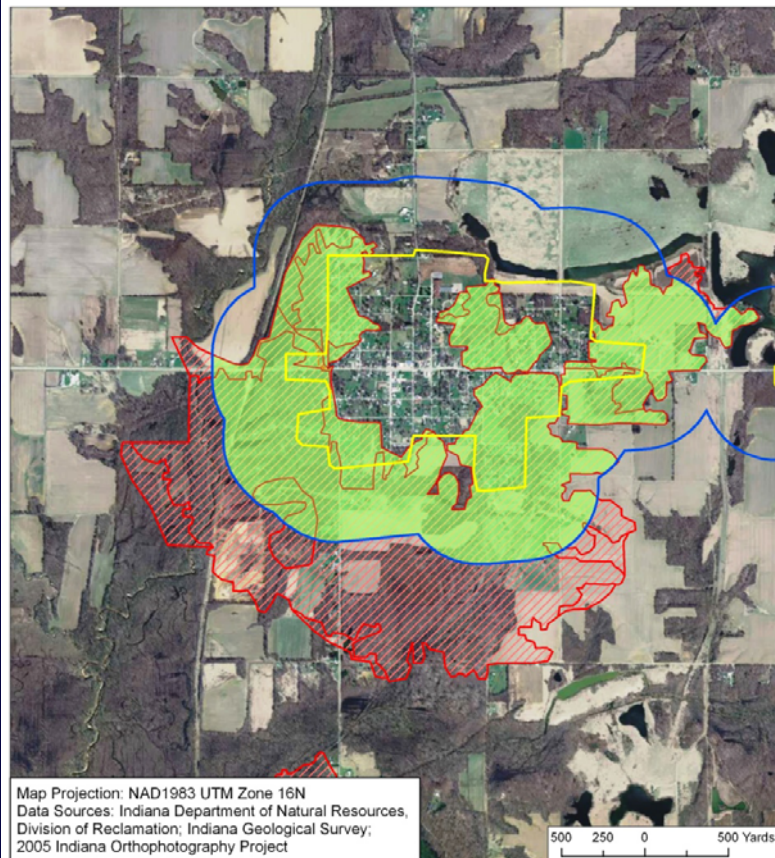 Map Projection: NAD1983 UTM Zone 16N
Data Sources: Indiana Department of Natural Resources,
Division of Reclamation; Indiana Geological Survey;
2005 Indiana Orthophotography Project
500 250 0 500 Yards